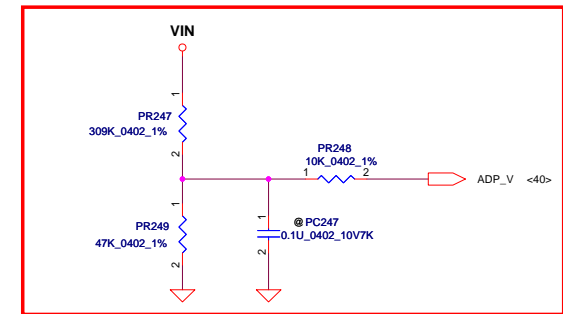 VIN
1
PR247
309K_0402_1%
2
PR248
10K_0402_1%
1 2
ADP_V <40>
1
PR249
47K_0402_1%
2
1
@ PC247
0.1U_0402_10V7K
2